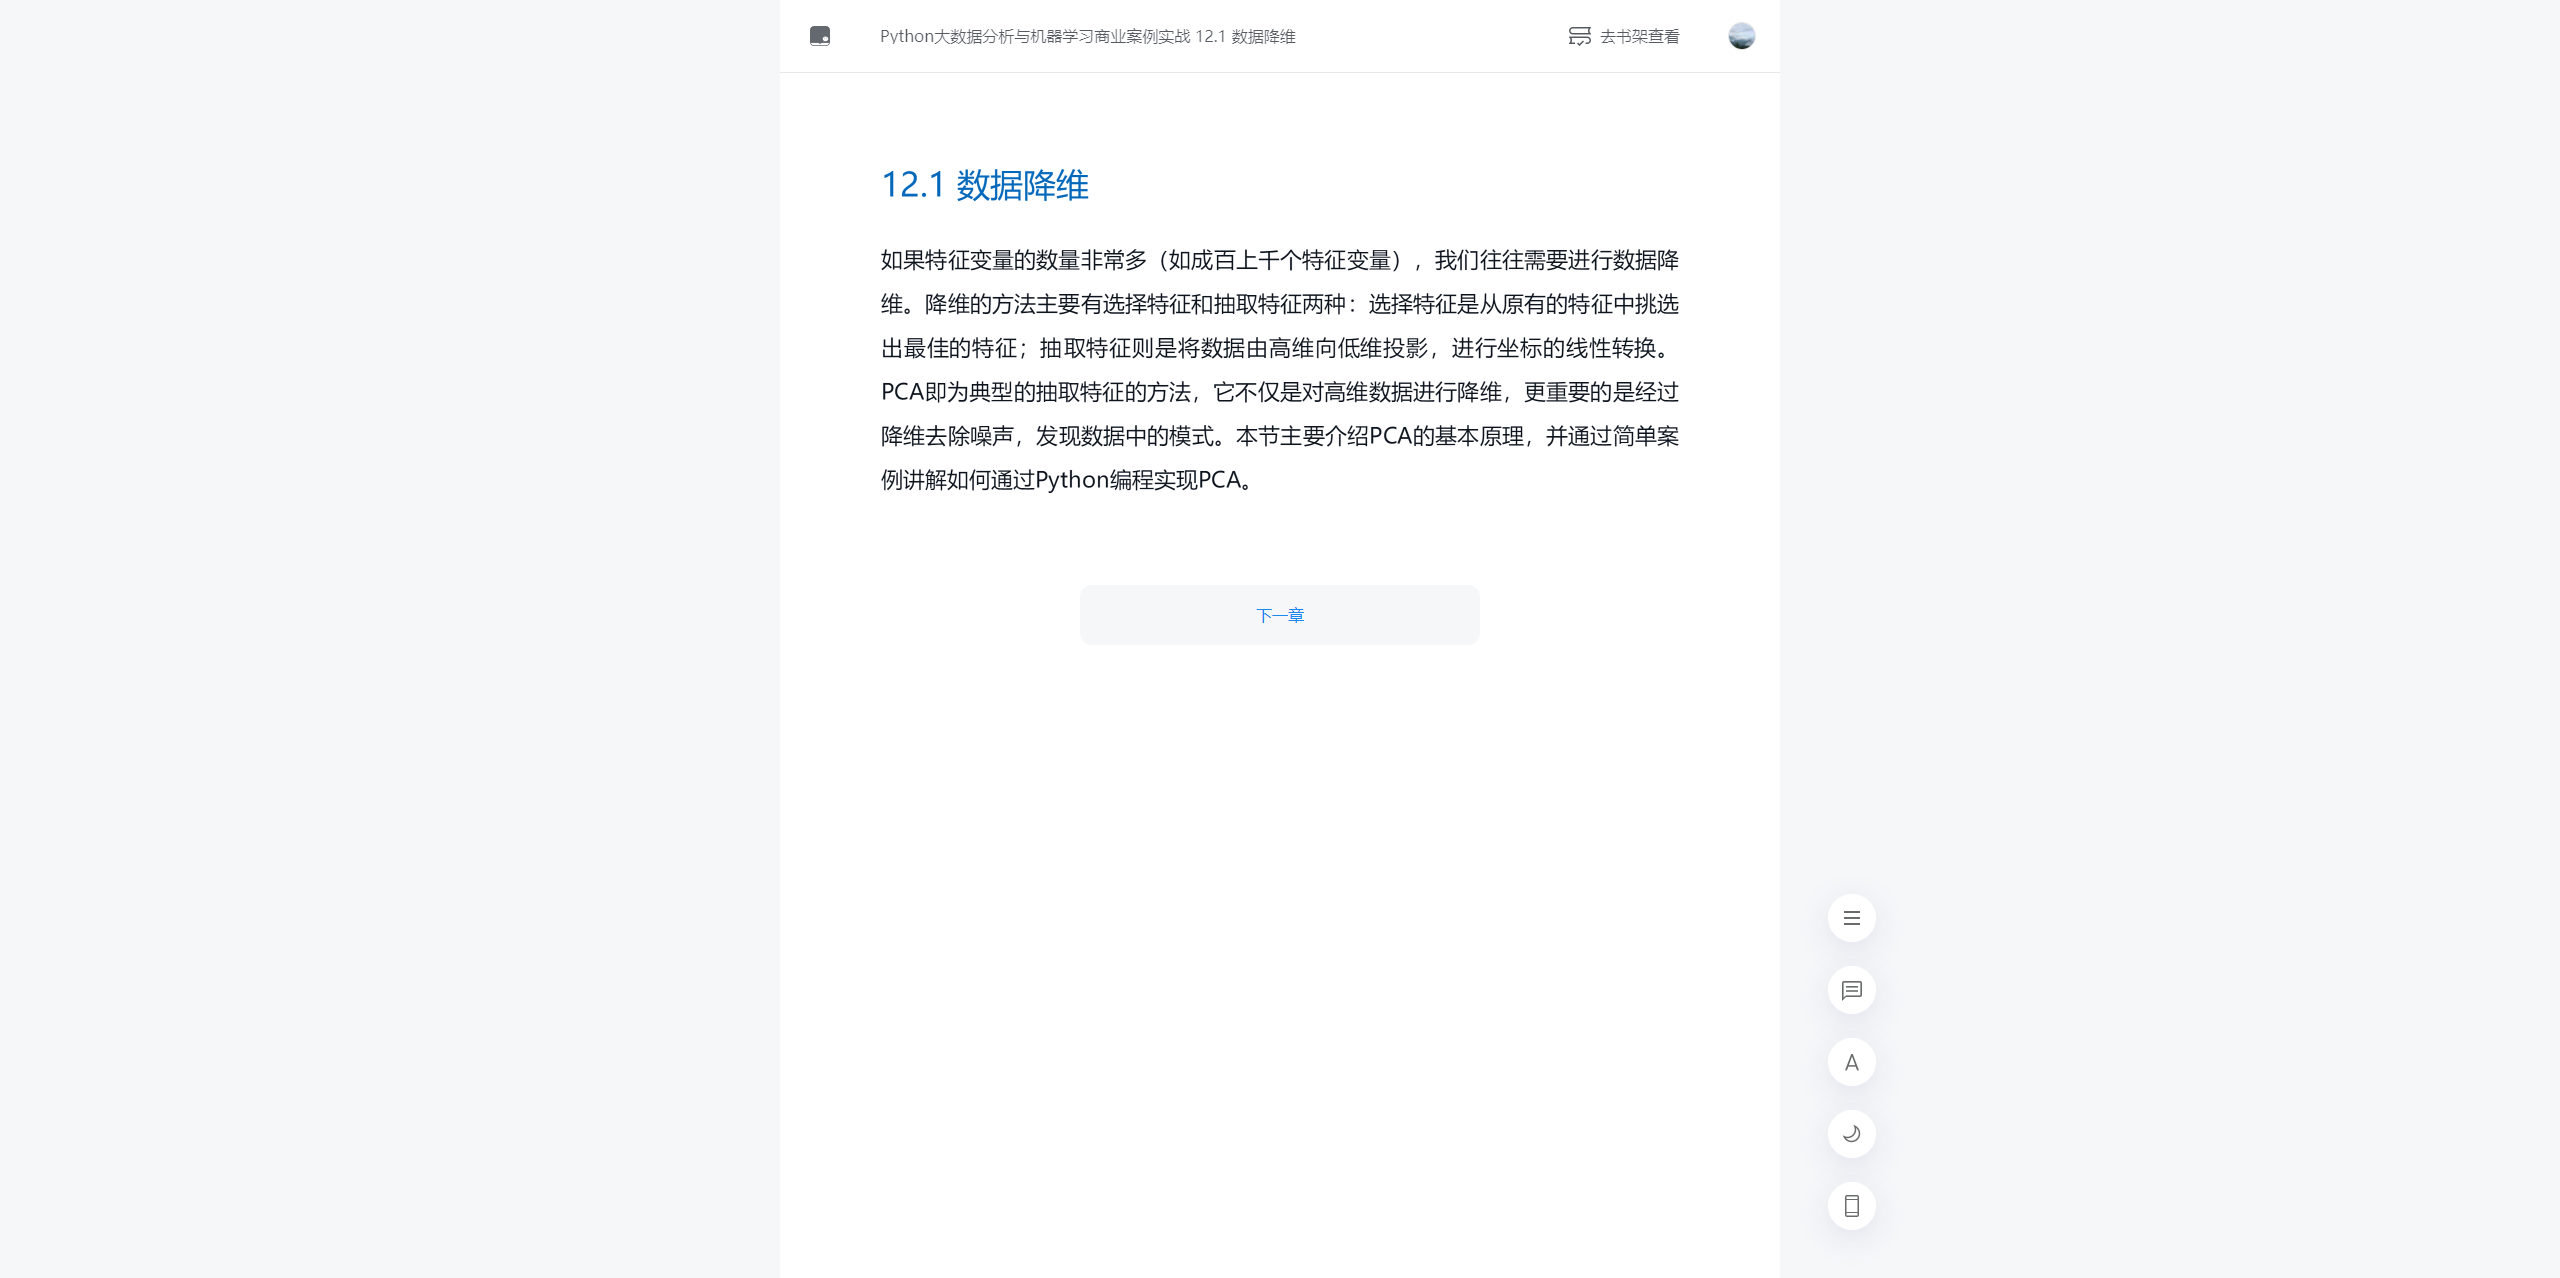 Python大数据分析与机器学习商业案例实战 12.1 数据降维
去书架查看
12.1 数据降维
如果特征变量的数量非常多（如成百上千个特征变量），我们往往需要进行数据降
维。降维的方法主要有选择特征和抽取特征两种：选择特征是从原有的特征中挑选
出最佳的特征；抽取特征则是将数据由高维向低维投影，进行坐标的线性转换。
PCA即为典型的抽取特征的方法，它不仅是对高维数据进行降维，更重要的是经过
降维去除噪声，发现数据中的模式。本节主要介绍PCA的基本原理，并通过简单案
例讲解如何通过Python编程实现PCA。
下一章
A